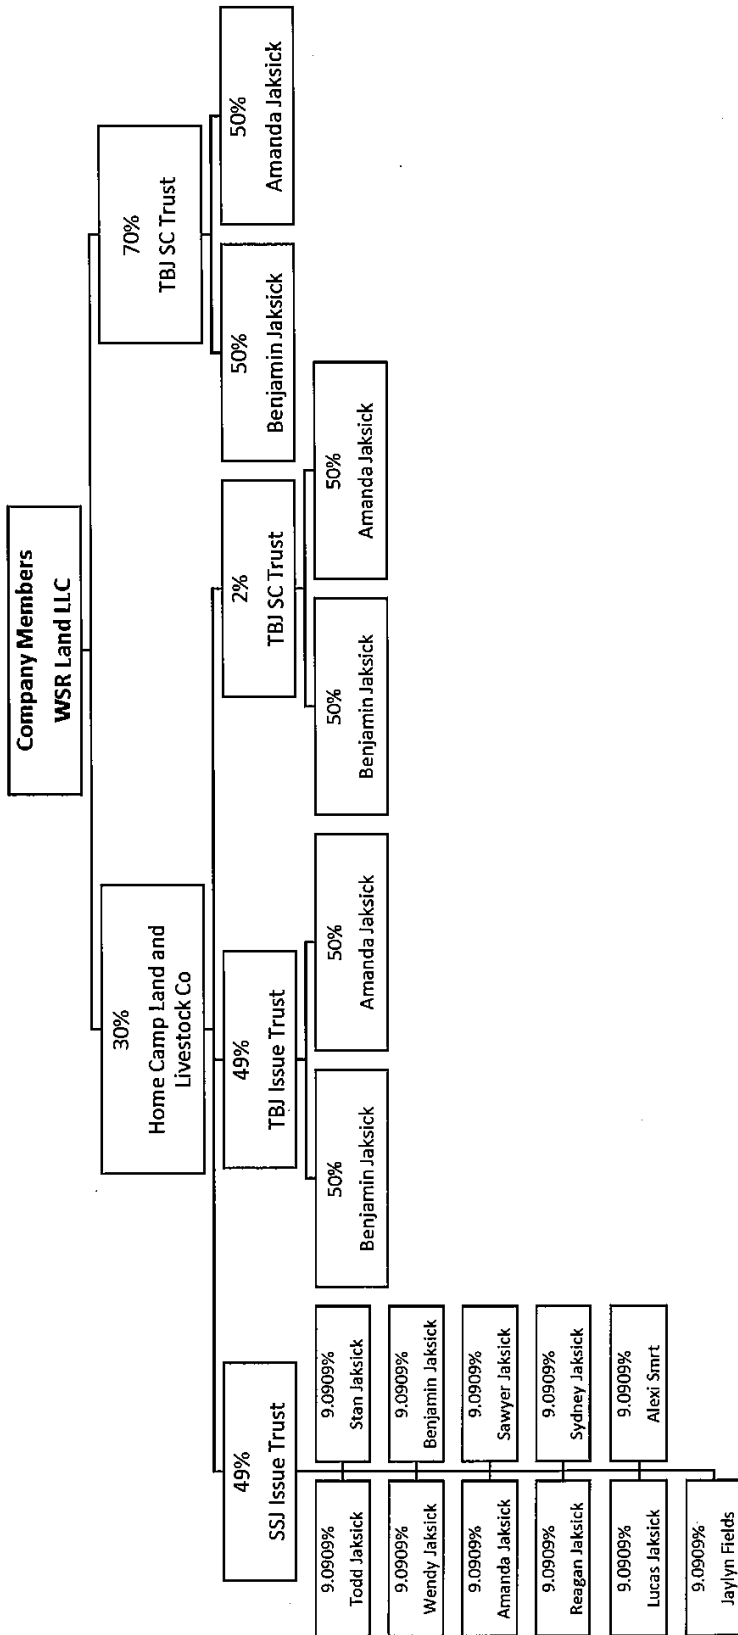 Company Members
WSR Land LLC
30%
Home Camp Land and
Livestock Co
70%
TBJ SC Trust
49%
SSJ Issue Trust
49%
TBJ Issue Trust
2%
TBJ SC Trust
50%
Benjamin Jaksick
50%
Amanda Jaksick
9.0909%
Todd Jaksick
9.0909%
Stan Jaksick
9.0909%
Wendy Jaksick
9.0909%
Benjamin Jaksick
9.0909%
Amanda Jaksick
9.0909%
Sawyer Jaksick
9.0909%
Reagan Jaksick
9.0909%
Sydney Jaksick
9.0909%
Lucas Jaksick
9.0909%
Alexi Smrt
9.0909%
Jaylyn Fields
50%
Benjamin Jaksick
50%
Amanda Jaksick
50%
Benjamin Jaksick
50%
Amanda Jaksick